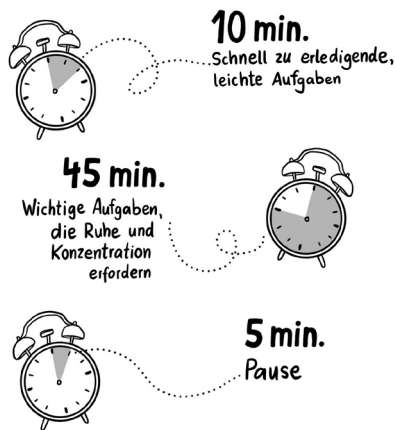 10 min.
Schnell zu erledigende,
leichte Aufgaben
45 min.
Wichtige Aufgaben,
die Ruhe und
Konzentration
erfordern
5 min.
Pause